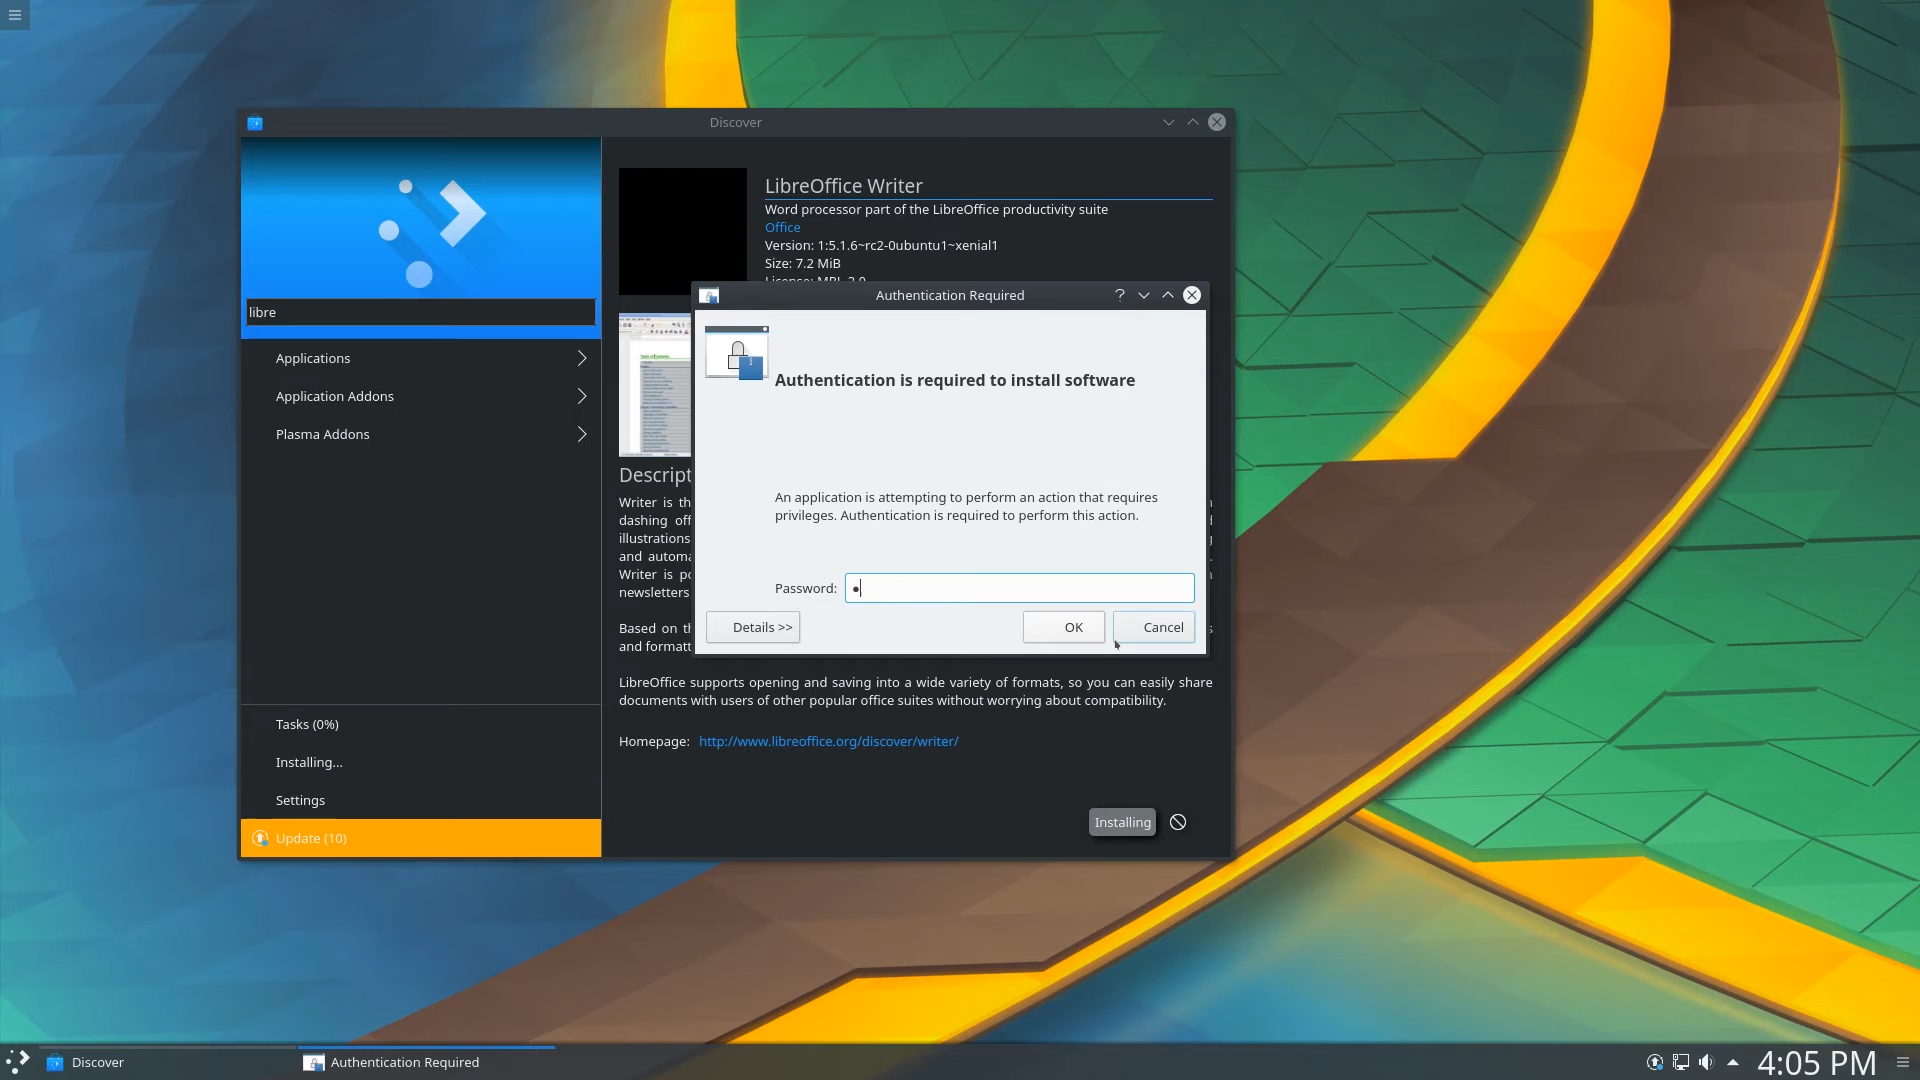 Discover
libre
Applications
Application Addons
Plasma Addons
Tasks (0%)
Installing...
Settings
Update (10)
LibreOffice Writer
Word processor part of the LibreOffice productivity suite
Office
Version: 1:5.1.6~rc2-0ubuntu1~xenial1
Size: 7.2 MiB
Descript
Writer is th
dashing off
illustrations
and automa
Writer is po
newsletters
Based on th
and formatt
LibreOffice supports opening and saving into a wide variety of formats, so you can easily share
documents with users of other popular office suites without worrying about compatibility.
Homepage: http://www.libreoffice.org/discover/writer/
Installing
Authentication Required
Authentication is required to install software
An application is attempting to perform an action that requires
privileges. Authentication is required to perform this action.
Password:
Details >>
OK
Cancel
Discover
Authentication Required
4:05 PM